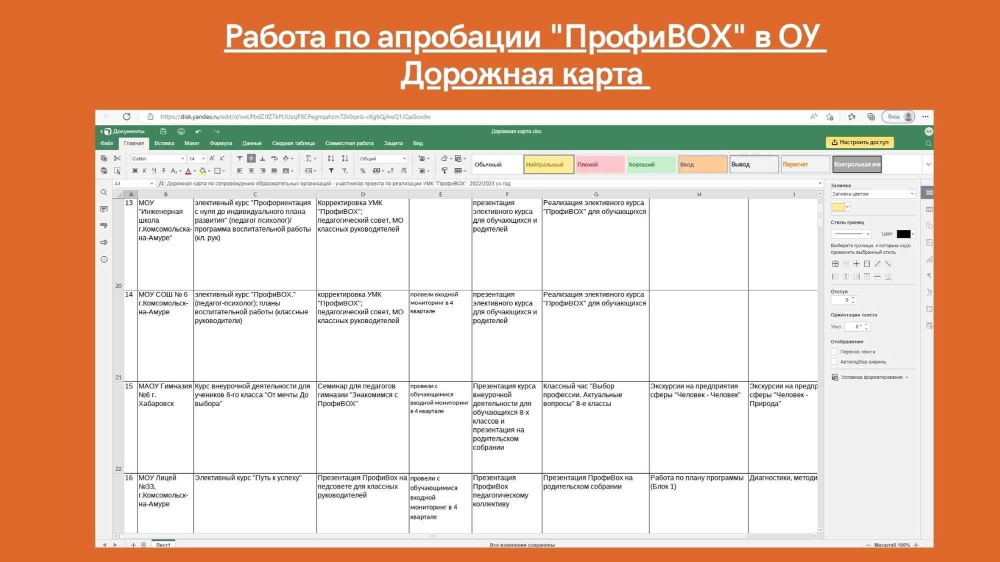 Работа по апробации "ПрофиВОХ" в ОУ
Дорожная карта
https://disk.yandex.ru/edit/d/swLPbdZJfZ7kPLlUssjPXCPegnqahzm72s0qolz-cKg6QjAwQ1JQaGoxdw
Вход
Документы
Дорожная карта.xlsx
AA
Файл Главная Вставка Макет Формула Данные Сводная таблица Совместная работа Защита Вид
Настроить доступ
Calibri 14 Общий
Обычный Нейтральный Плохой Хороший Ввод Вывод Пересчет Контрольная яче
Ж К Ч Т
A1 fx Дорожная карта по сопровождению образовательных организаций - участников проекта по реализации УМК "ПрофиВОХ" 2022/2023 уч.год
A B C D E F G H I
13
МОУ
"Инженерная
школа
г.Комсомольска-
на-Амуре"
элективный курс "Профориентация
с нуля до индивидуального плана
развития" (педагог психолог)/
программа воспитательной работы
(кл. рук)
Корректировка УМК
"ПрофиВОХ";
педагогический совет, МО
классных руководителей
презентация
элективного курса
для обучающихся и
родителей
Реализация элективного курса
"ПрофиВОХ" для обучающихся
20
14
МОУ СОШ № 6
г.Комсомольск-
на-Амуре
элективный курс "ПрофиВОХ."
(педагог-психолог); планы
воспитательной работы (классные
руководители)
корректировка УМК
"ПрофиВОХ";
педагогический совет, МО
классных руководителей
провели входной
мониторинг в 4
квартале
презентация
элективного курса
для обучающихся и
родителей
Реализация элективного курса
"ПрофиВОХ" для обучающихся
21
15
МАОУ Гимназия
№6 г.
Хабаровск
Курс внеурочной деятельности для
учеников 8-го класса "От мечты До
выбора"
Семинар для педагогов
гимназии "Знакомимся с
ПрофиВОХ"
провели с
обучающимися
входной мониторинг
в 4 квартале
Презентация курса
внеурочной
деятельности для
обучающихся 8-х
классов и
презентация на
родительском
собрании
Классный час "Выбор
профессии. Актуальные
вопросы" 8-е классы
Экскурсии на предприятия
сферы "Человек - Человек"
Экскурсии на предпр
сферы "Человек -
Природа"
22
16
МОУ Лицей
№33,
г.Комсомольск-
на-Амуре
Элективный курс "Путь к успеху"
Презентация ПрофиВох на
педсовете для классных
руководителей
провели с
обучающимися
входной
мониторинг в 4
квартале
Презентация
ПрофиВох
педагогическому
коллективу
Презентация ПрофиВох на
родительском собрании
Работа по плану программы
(Блок 1)
Диагностики, методи
Заливка
Заливка цветом
Стиль границ
Цвет
Выберите границы, к которым надо
применить выбранный стиль
Отступ
0
Ориентация текста
Угол 0 °
Отображение
Перенос текста
Автоподбор ширины
Условное форматирование
Лист1
Все изменения сохранены
Масштаб 100%